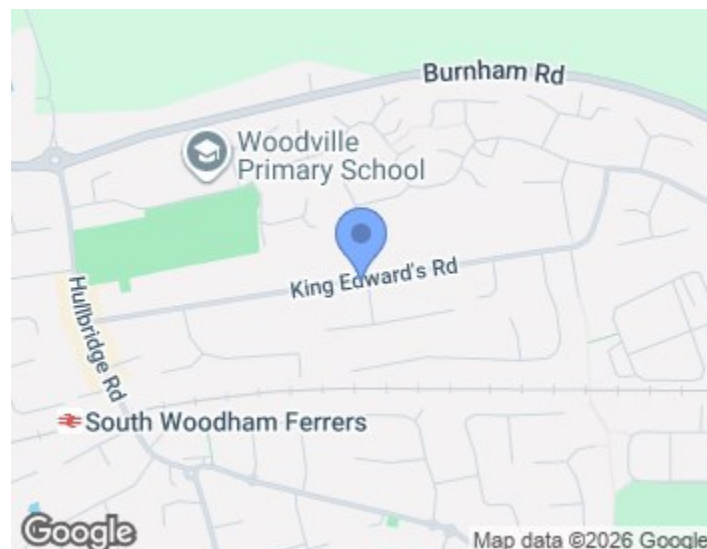 Burnham Rd
Woodville
Primary School
King Edward's Rd
Hullbridge Rd
South Woodham Ferrers
Google
Map data ©2026 Google